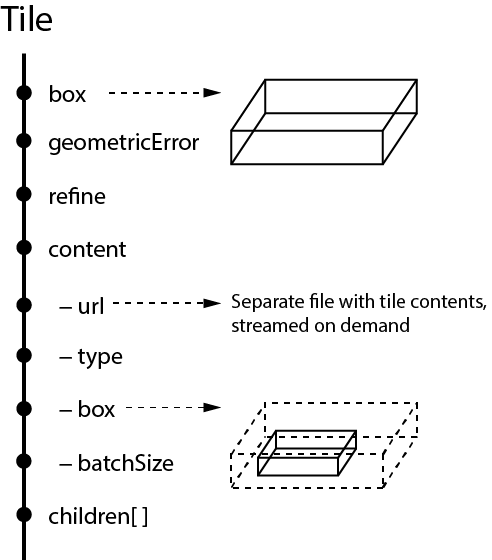 Tile
box
geometricError
refine
content
– url
Separate file with tile contents,
streamed on demand
– type
– box
– batchSize
children[ ]